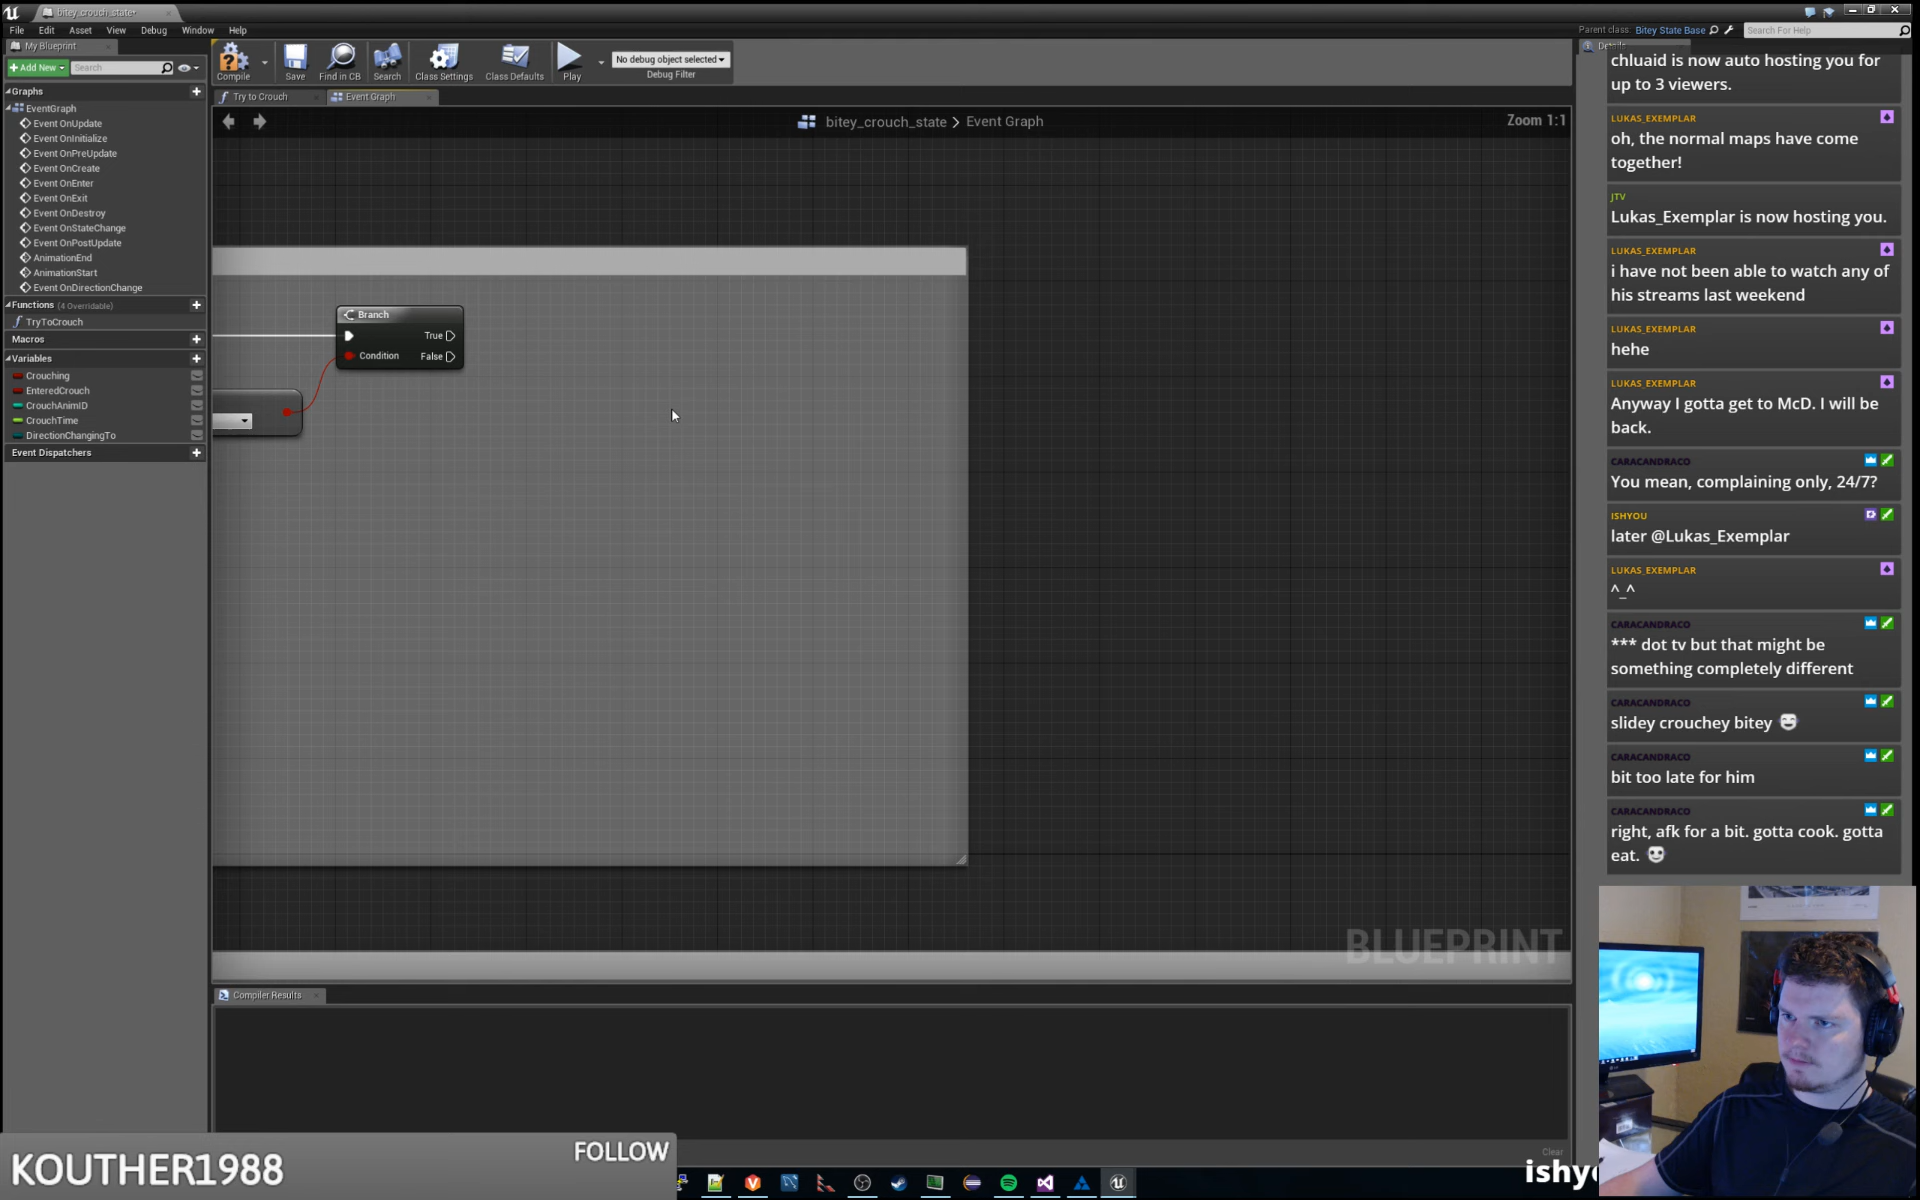 bitey_crouch_state*
File Edit Asset View Window Help
Parent class: Bitey State Base
Search For Help
My Blueprint
Details
+ Add New
Search
Compile Save Find in CB Search Class Settings Class Defaults Play
No debug object selected
Debug Filter
Graphs
EventGraph
Event OnUpdate
Event OnInitialize
Event OnPreUpdate
Event OnCreate
Event OnEnter
Event OnExit
Event OnDestroy
Event OnStateChange
Event OnPostUpdate
AnimationEnd
AnimationStart
Event OnDirectionChange
Functions (4 Overridable)
TryToCrouch
Macros
Variables
Crouching
EnteredCrouch
CrouchAnimID
CrouchTime
DirectionChangingTo
Event Dispatchers
Try to Crouch
Event Graph
bitey_crouch_state > Event Graph
Zoom 1:1
Branch
True
Condition False
BLUEPRINT
Compiler Results
Clear
chluaid is now auto hosting you for
up to 3 viewers.
LUKAS_EXEMPLAR
oh, the normal maps have come
together!
JTV
Lukas_Exemplar is now hosting you.
LUKAS_EXEMPLAR
i have not been able to watch any of
his streams last weekend
LUKAS_EXEMPLAR
hehe
LUKAS_EXEMPLAR
Anyway I gotta get to McD. I will be
back.
CARACANDRACO
You mean, complaining only, 24/7?
ISHYOU
later @Lukas_Exemplar
LUKAS_EXEMPLAR
^_^
CARACANDRACO
*** dot tv but that might be
something completely different
CARACANDRACO
slidey crouchey bitey
CARACANDRACO
bit too late for him
CARACANDRACO
right, afk for a bit. gotta cook. gotta
eat.
KOUTHER1988
FOLLOW